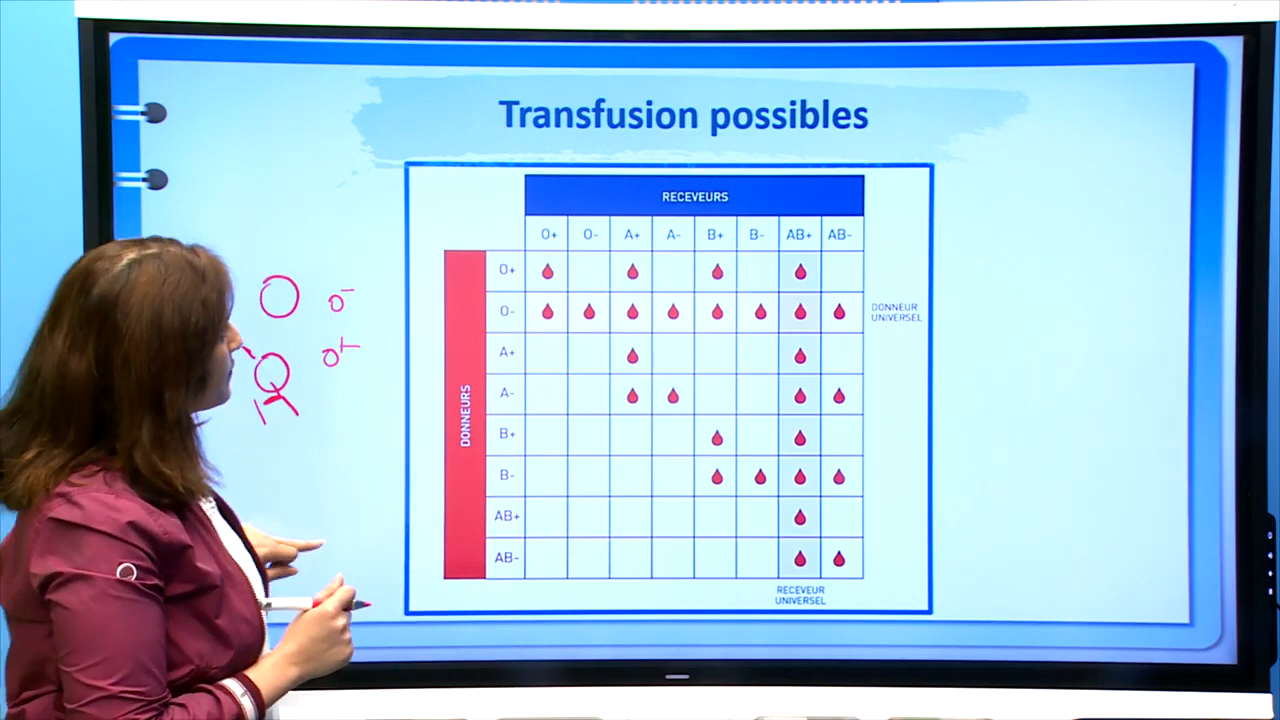 Transfusion possibles
RECEVEURS
O+ O- A+ A- B+ B- AB+ AB-
DONNEURS
O+
O-
DONNEUR
UNIVERSEL
A+
A-
B+
B-
AB+
AB-
RECEVEUR
UNIVERSEL
O-
O+